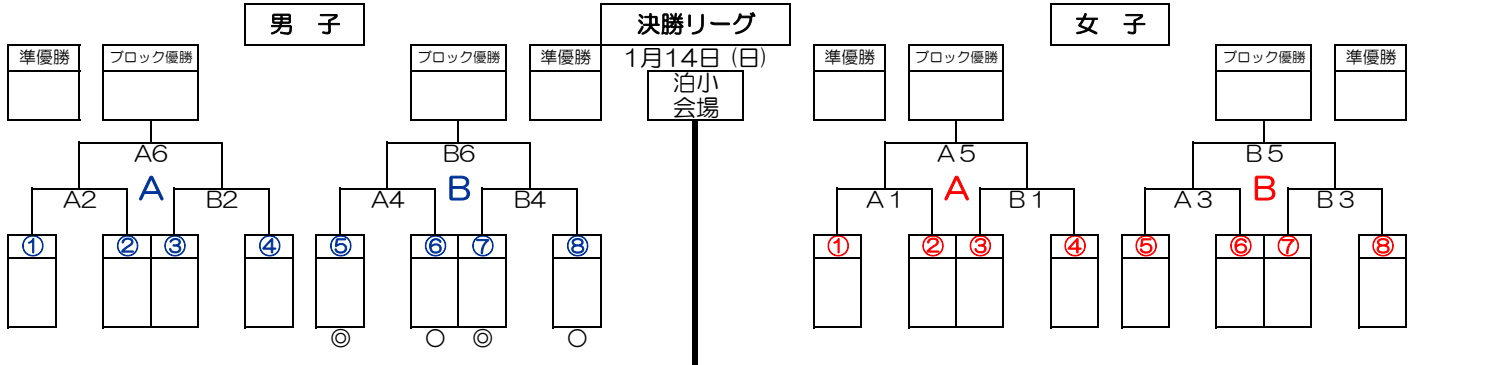 男 子
決勝リーグ
女 子
準優勝
ブロック優勝
ブロック優勝
準優勝
1月14日(日)
準優勝
ブロック優勝
ブロック優勝
準優勝
泊小
会場
A6
B6
A5
B5
A
B
A
B
A2
B2
A4
B4
A1
B1
A3
B3
①
②
③
④
⑤
⑥
⑦
⑧
①
②
③
④
⑤
⑥
⑦
⑧
◎
○
◎
○